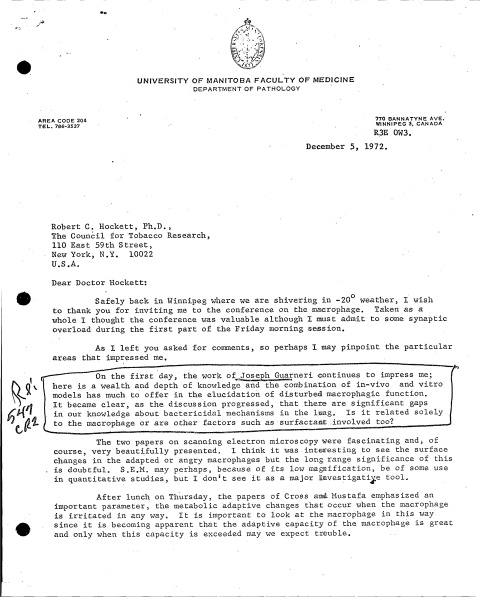 UNIVERSITY OF MANITOBA FACULTY OF MEDICINE
DEPARTMENT OF PATHOLOGY
AREA CODE 204
TEL. 786-3527
770 BANNATYNE AVE.
WINNIPEG 3, CANADA
R3E 0W3.
December 5, 1972.
Robert C. Hockett, Ph.D.,
The Council for Tobacco Research,
110 East 59th Street,
New York, N.Y. 10022
U.S.A.
Dear Doctor Hockett:
Safely back in Winnipeg where we are shivering in -20° weather, I wish
to thank you for inviting me to the conference on the macrophage. Taken as a
whole I thought the conference was valuable although I must admit to some synaptic
overload during the first part of the Friday morning session.
As I left you asked for comments, so perhaps I may pinpoint the particular
areas that impressed me.
On the first day, the work of Joseph Guarneri continues to impress me;
here is a wealth and depth of knowledge and the combination of in-vivo and vitro
models has much to offer in the elucidation of disturbed macrophagic function.
It became clear, as the discussion progressed, that there are significant gaps
in our knowledge about bactericidal mechanisms in the lung. Is it related solely
to the macrophage or are other factors such as surfactant involved too?
Re:
547
CR2
The two papers on scanning electron microscopy were fascinating and, of
course, very beautifully presented. I think it was interesting to see the surface
changes in the adapted or angry macrophages but the long range significance of this
is doubtful. S.E.M. may perhaps, because of its low magnification, be of some use
in quantitative studies, but I don't see it as a major investigative tool.
After lunch on Thursday, the papers of Cross and Mustafa emphasized an
important parameter, the metabolic adaptive changes that occur when the macrophage
is irritated in any way. It is important to look at the macrophage in this way
since it is becoming apparent that the adaptive capacity of the macrophage is great
and only when this capacity is exceeded may we expect trouble.